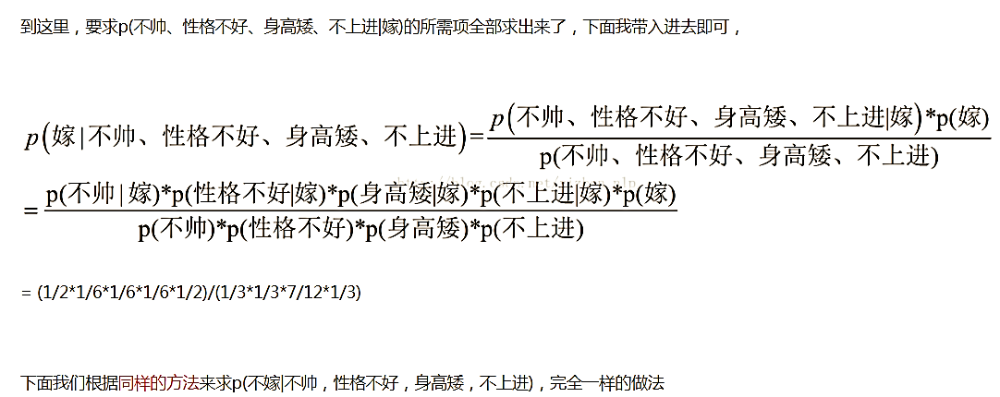 到这里，要求p(不帅、性格不好、身高矮、不上进|嫁)的所需项全部求出来了，下面我带入进去即可，
p(嫁|不帅、性格不好、身高矮、不上进)=p(不帅、性格不好、身高矮、不上进|嫁)*p(嫁)
p(不帅、性格不好、身高矮、不上进)
=p(不帅|嫁)*p(性格不好|嫁)*p(身高矮|嫁)*p(不上进|嫁)*p(嫁)
p(不帅)*p(性格不好)*p(身高矮)*p(不上进)
= (1/2*1/6*1/6*1/6*1/2)/(1/3*1/3*7/12*1/3)
下面我们根据同样的方法来求p(不嫁|不帅，性格不好，身高矮，不上进)，完全一样的做法